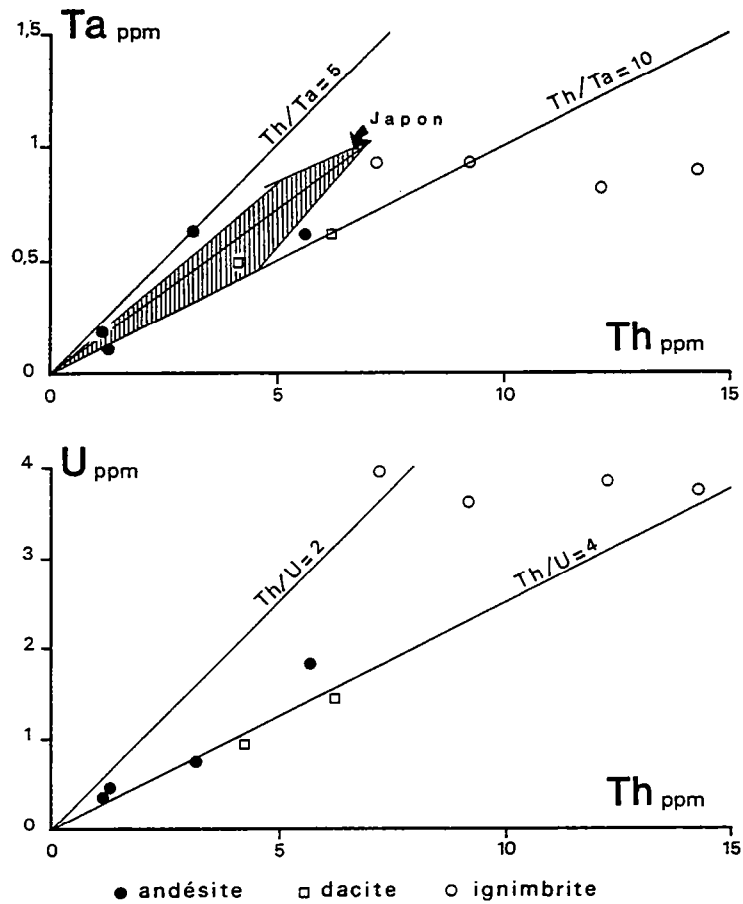 Ta ppm
1,5
Th/Ta=5
Th/Ta=10
Japon
1
0,5
Th ppm
0
0 5 10 15
U ppm
4
Th/U=2
Th/U=4
3
2
1
Th ppm
0
0 5 10 15
andésite dacite ignimbrite